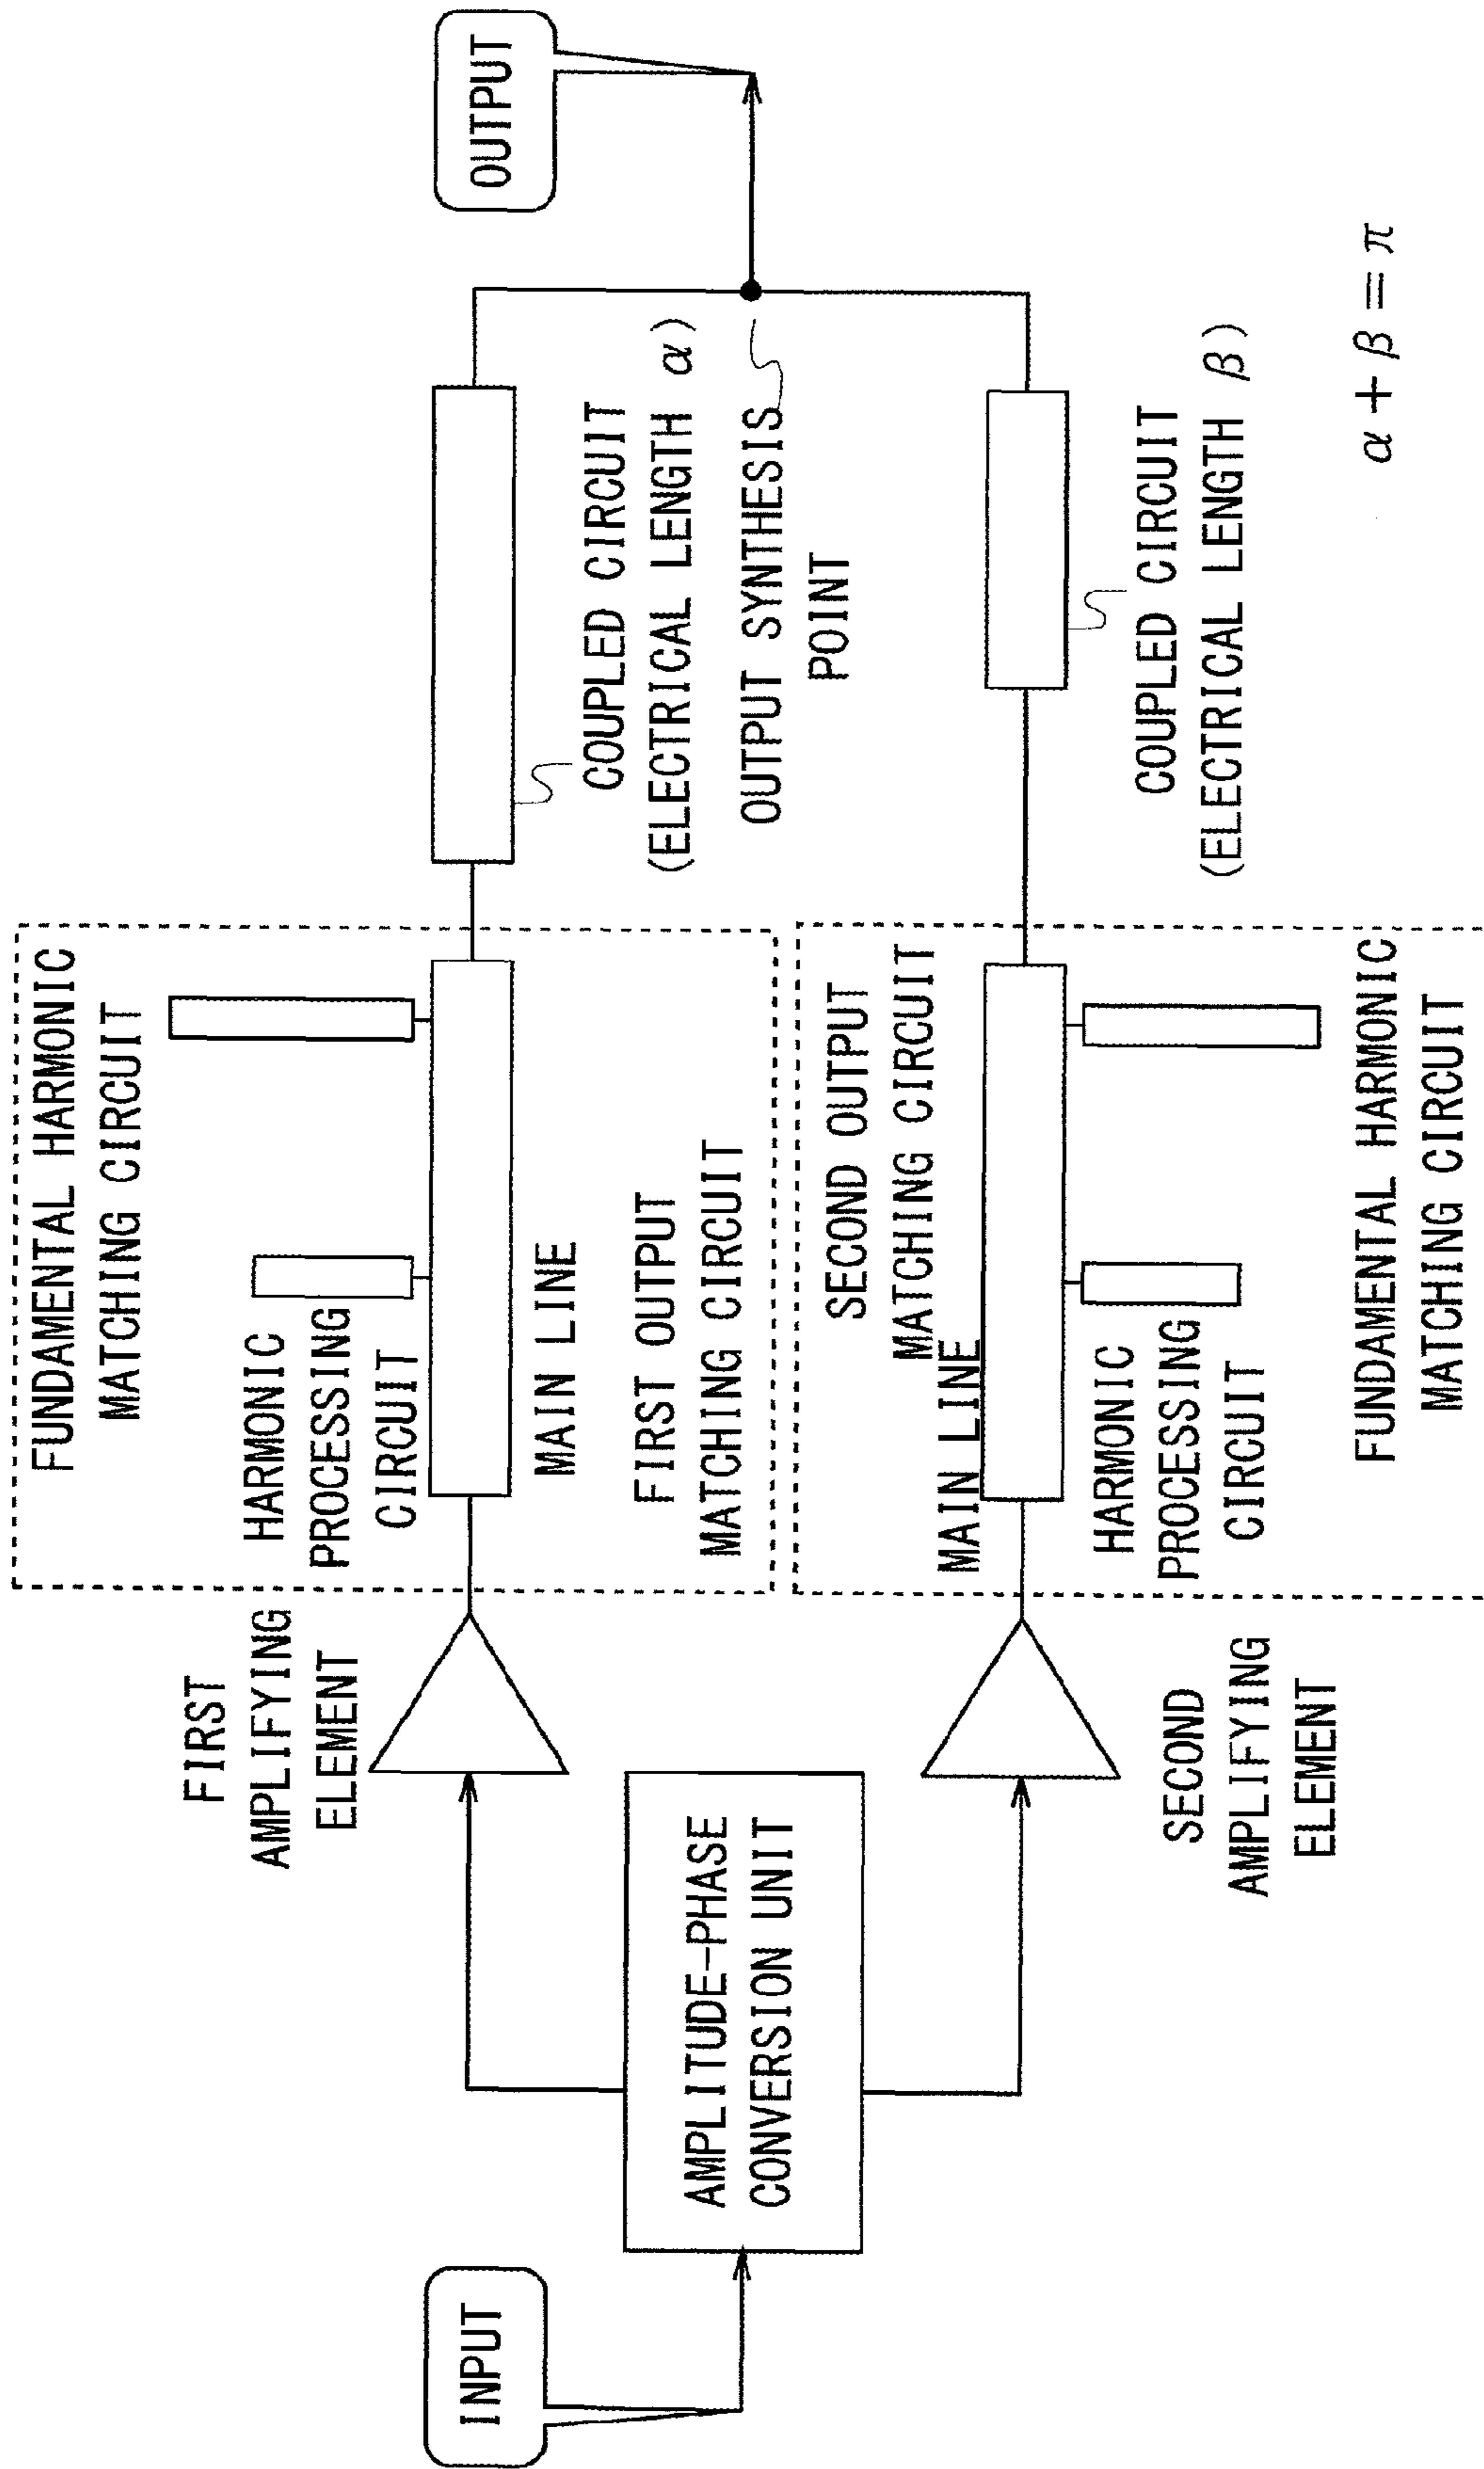 INPUT
AMPLITUDE-PHASE
CONVERSION UNIT
FIRST
AMPLIFYING
ELEMENT
FUNDAMENTAL HARMONIC
MATCHING CIRCUIT
HARMONIC
PROCESSING
CIRCUIT
MAIN LINE
FIRST OUTPUT
MATCHING CIRCUIT
COUPLED CIRCUIT
(ELECTRICAL LENGTH α)
OUTPUT SYNTHESIS
POINT
OUTPUT
SECOND
AMPLIFYING
ELEMENT
SECOND OUTPUT
MATCHING CIRCUIT
MAIN LINE
HARMONIC
PROCESSING
CIRCUIT
FUNDAMENTAL HARMONIC
MATCHING CIRCUIT
COUPLED CIRCUIT
(ELECTRICAL LENGTH β)
α + β = π